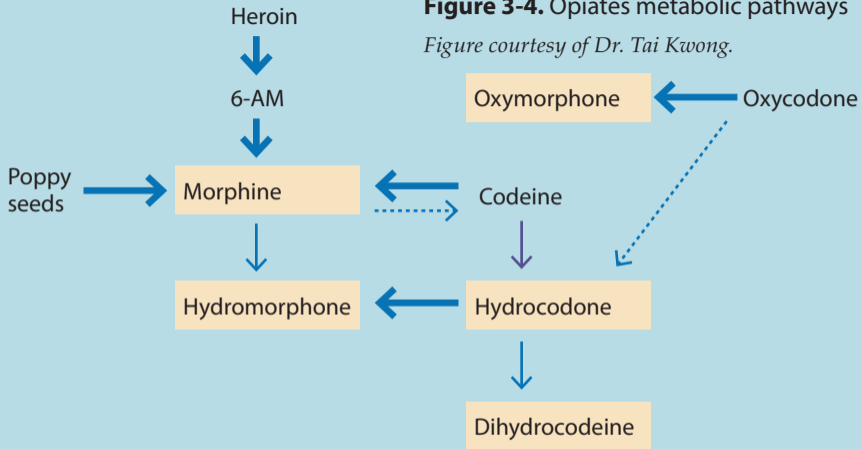 Figure 3-4. Opiates metabolic pathways
Figure courtesy of Dr. Tai Kwong.
Heroin
6-AM
Oxymorphone
Oxycodone
Poppy
seeds
Morphine
Codeine
Hydromorphone
Hydrocodone
Dihydrocodeine